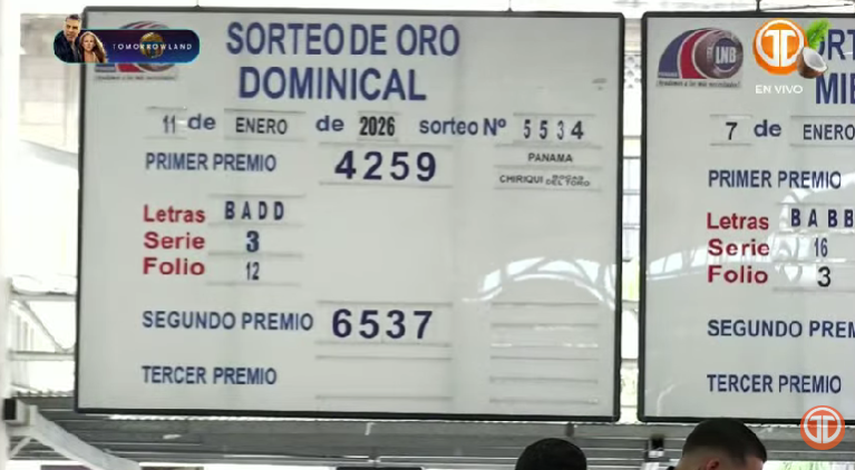 TOMORROWLAND
SORTEO DE ORO
DOMINICAL
11 de ENERO de 2026 sorteo Nº 5534
PRIMER PREMIO 4259 PANAMA
CHIRIQUI BOCAS DEL TORO
Letras BADD
Serie 3
Folio 12
SEGUNDO PREMIO 6537
TERCER PREMIO
LNB
EN VIVO
7 de ENERO
PRIMER PREMIO
Letras BABB
Serie 16
Folio 3
SEGUNDO PREMIO
TERCER PREMIO